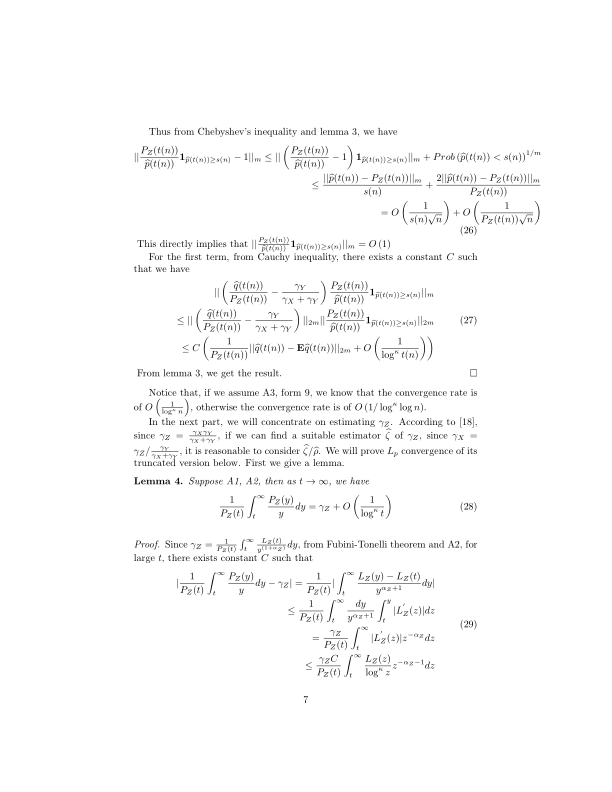 Thus from Chebyshev's inequality and lemma 3, we have
||\frac{P_Z(t(n))}{\widehat{p}(t(n))} \mathbf{1}_{\widehat{p}(t(n)) \geq s(n)} - 1||_m \leq || \left( \frac{P_Z(t(n))}{\widehat{p}(t(n))} - 1 \right) \mathbf{1}_{\widehat{p}(t(n)) \geq s(n)}||_m + Prob (\widehat{p}(t(n)) < s(n))^{1/m}
\leq \frac{||\widehat{p}(t(n)) - P_Z(t(n))||_m}{s(n)} + \frac{2||\widehat{p}(t(n)) - P_Z(t(n))||_m}{P_Z(t(n))}
= O \left( \frac{1}{s(n)\sqrt{n}} \right) + O \left( \frac{1}{P_Z(t(n))\sqrt{n}} \right)
(26)
This directly implies that ||\frac{P_Z(t(n))}{\widehat{p}(t(n))} \mathbf{1}_{\widehat{p}(t(n)) \geq s(n)}||_m = O (1)
For the first term, from Cauchy inequality, there exists a constant C such
that we have
|| \left( \frac{\widehat{q}(t(n))}{P_Z(t(n))} - \frac{\gamma_Y}{\gamma_X + \gamma_Y} \right) \frac{P_Z(t(n))}{\widehat{p}(t(n))} \mathbf{1}_{\widehat{p}(t(n)) \geq s(n)}||_m
\leq || \left( \frac{\widehat{q}(t(n))}{P_Z(t(n))} - \frac{\gamma_Y}{\gamma_X + \gamma_Y} \right) ||_{2m} ||\frac{P_Z(t(n))}{\widehat{p}(t(n))} \mathbf{1}_{\widehat{p}(t(n)) \geq s(n)}||_{2m} (27)
\leq C \left( \frac{1}{P_Z(t(n))} ||\widehat{q}(t(n)) - \mathbf{E}\widehat{q}(t(n))||_{2m} + O \left( \frac{1}{\log^\kappa t(n)} \right) \right)
From lemma 3, we get the result. □
Notice that, if we assume A3, form 9, we know that the convergence rate is
of O \left( \frac{1}{\log^\kappa n} \right), otherwise the convergence rate is of O (1/ \log^\kappa \log n).
In the next part, we will concentrate on estimating \gamma_Z. According to [18],
since \gamma_Z = \frac{\gamma_X \gamma_Y}{\gamma_X + \gamma_Y}, if we can find a suitable estimator \widehat{\zeta} of \gamma_Z, since \gamma_X =
\gamma_Z / \frac{\gamma_Y}{\gamma_X + \gamma_Y}, it is reasonable to consider \widehat{\zeta}/\widehat{\rho}. We will prove L_p convergence of its
truncated version below. First we give a lemma.
Lemma 4. Suppose A1, A2, then as t → ∞, we have
\frac{1}{P_Z(t)} \int_t^\infty \frac{P_Z(y)}{y} dy = \gamma_Z + O \left( \frac{1}{\log^\kappa t} \right) (28)
Proof. Since \gamma_Z = \frac{1}{P_Z(t)} \int_t^\infty \frac{L_Z(t)}{y^{(1+\alpha_Z)}} dy, from Fubini-Tonelli theorem and A2, for
large t, there exists constant C such that
|\frac{1}{P_Z(t)} \int_t^\infty \frac{P_Z(y)}{y} dy - \gamma_Z| = \frac{1}{P_Z(t)} |\int_t^\infty \frac{L_Z(y) - L_Z(t)}{y^{\alpha_Z+1}} dy|
\leq \frac{1}{P_Z(t)} \int_t^\infty \frac{dy}{y^{\alpha_Z+1}} \int_t^y |L_Z^{'}(z)|dz
= \frac{\gamma_Z}{P_Z(t)} \int_t^\infty |L_Z^{'}(z)|z^{-\alpha_Z} dz (29)
\leq \frac{\gamma_Z C}{P_Z(t)} \int_t^\infty \frac{L_Z(z)}{\log^\kappa z} z^{-\alpha_Z-1} dz
7